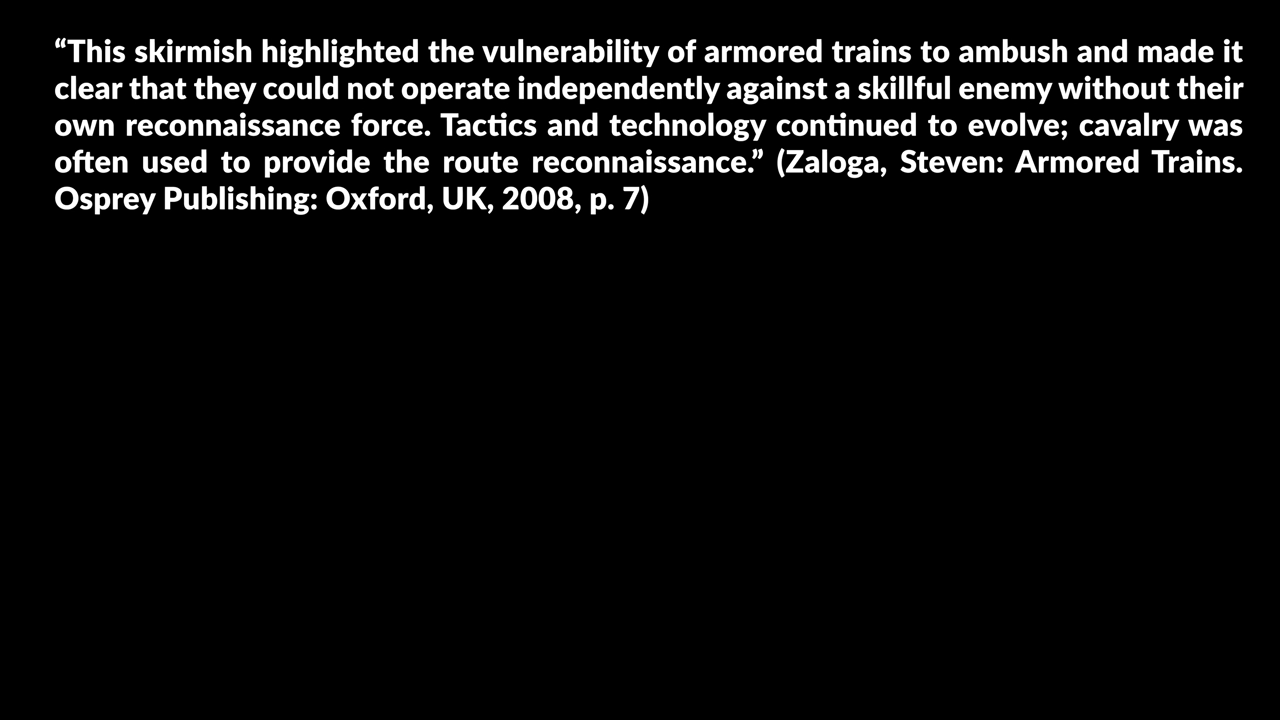 “This skirmish highlighted the vulnerability of armored trains to ambush and made it
clear that they could not operate independently against a skillful enemy without their
own reconnaissance force. Tactics and technology continued to evolve; cavalry was
often used to provide the route reconnaissance.” (Zaloga, Steven: Armored Trains.
Osprey Publishing: Oxford, UK, 2008, p. 7)